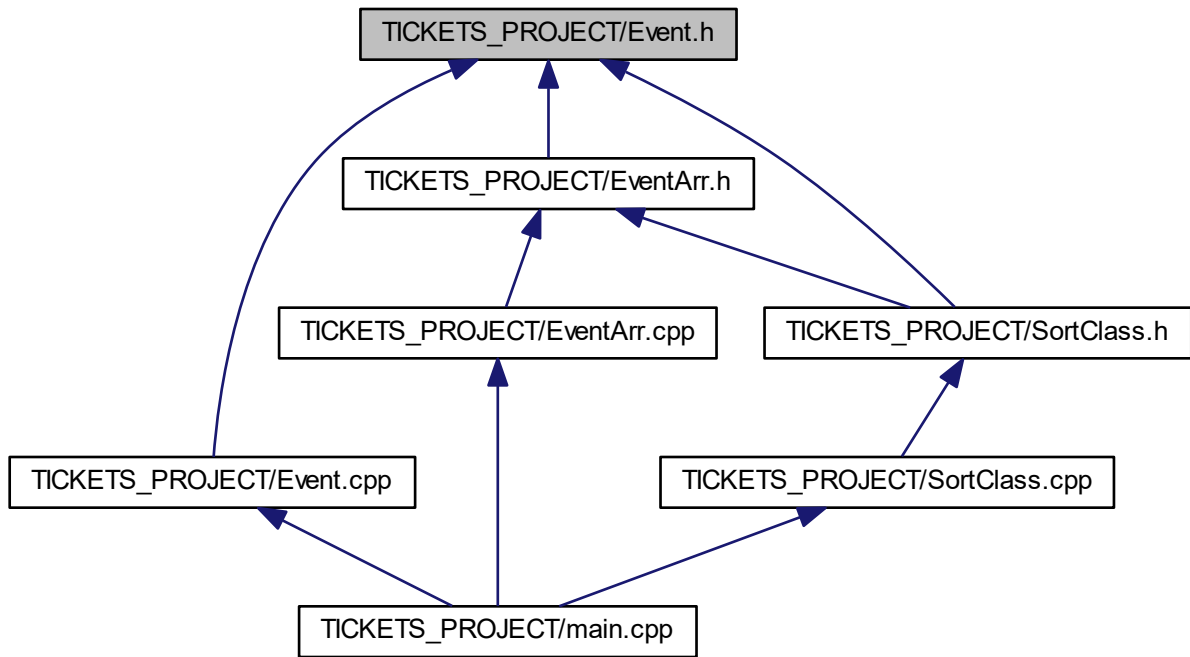 TICKETS_PROJECT/Event.h
TICKETS_PROJECT/EventArr.h
TICKETS_PROJECT/EventArr.cpp
TICKETS_PROJECT/SortClass.h
TICKETS_PROJECT/Event.cpp
TICKETS_PROJECT/SortClass.cpp
TICKETS_PROJECT/main.cpp